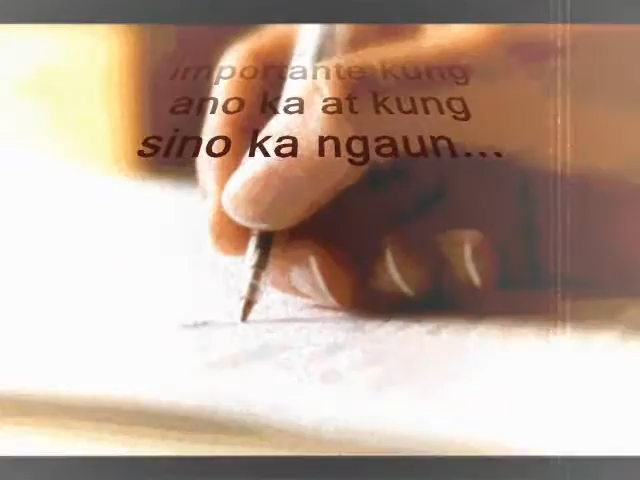 importante kung
ano ka at kung
sino ka ngaun...